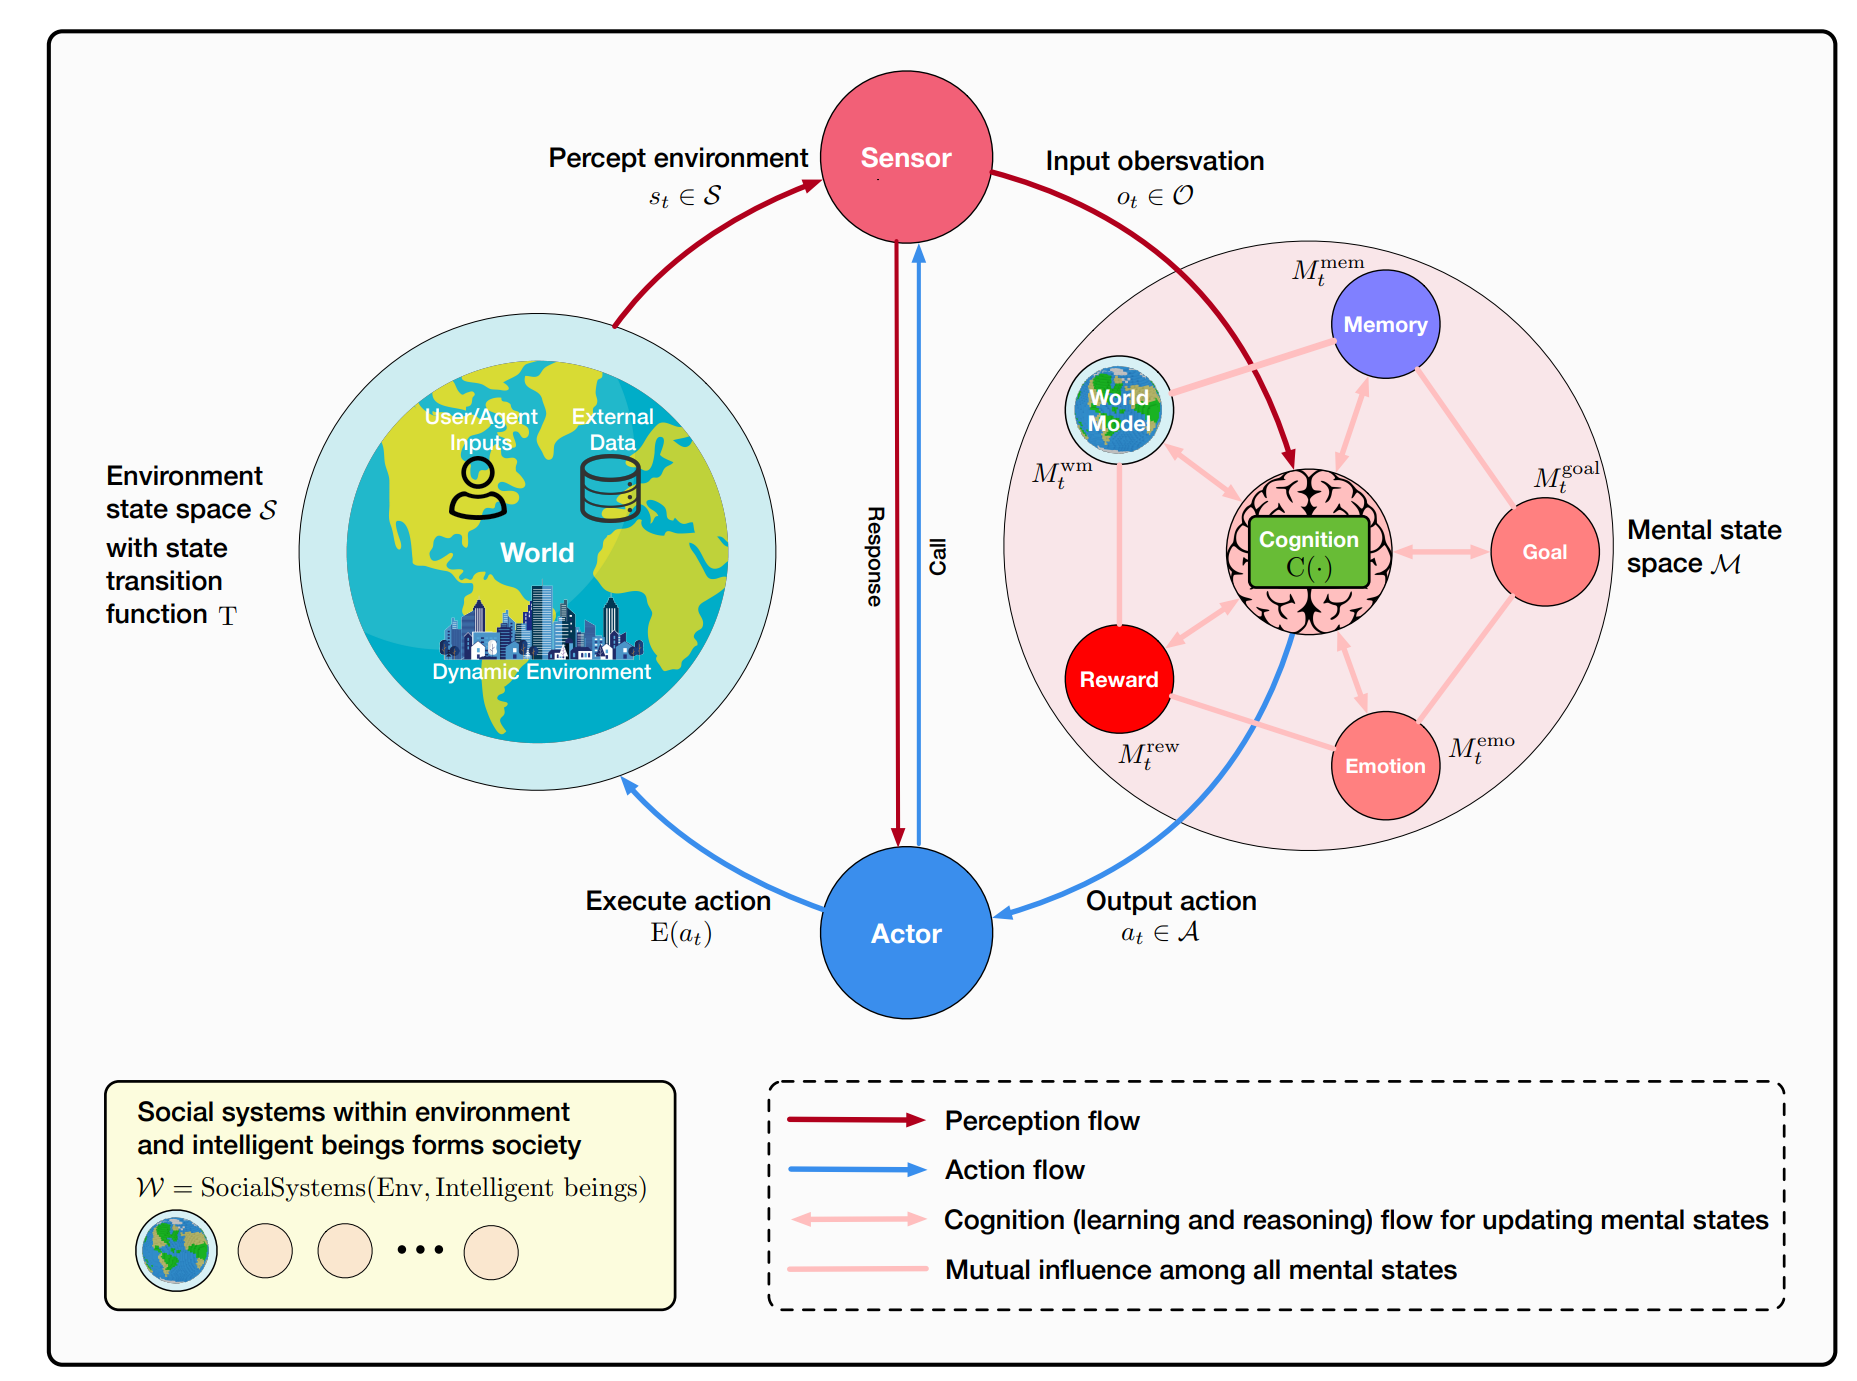 Sensor
Percept environment
s_t ∈ 𝒮
Input obersvation
o_t ∈ 𝒪
M_t^mem
Memory
World
Model
M_t^wm
M_t^goal
Goal
Cognition
C(·)
Mental state
space ℳ
Reward
M_t^rew
Emotion
M_t^emo
User/Agent
Inputs
External
Data
World
Dynamic Environment
Environment
state space 𝒮
with state
transition
function T
Response
Call
Execute action
E(a_t)
Actor
Output action
a_t ∈ 𝒜
Social systems within environment
and intelligent beings forms society
𝒲 = SocialSystems(Env, Intelligent beings)
•••
Perception flow
Action flow
Cognition (learning and reasoning) flow for updating mental states
Mutual influence among all mental states